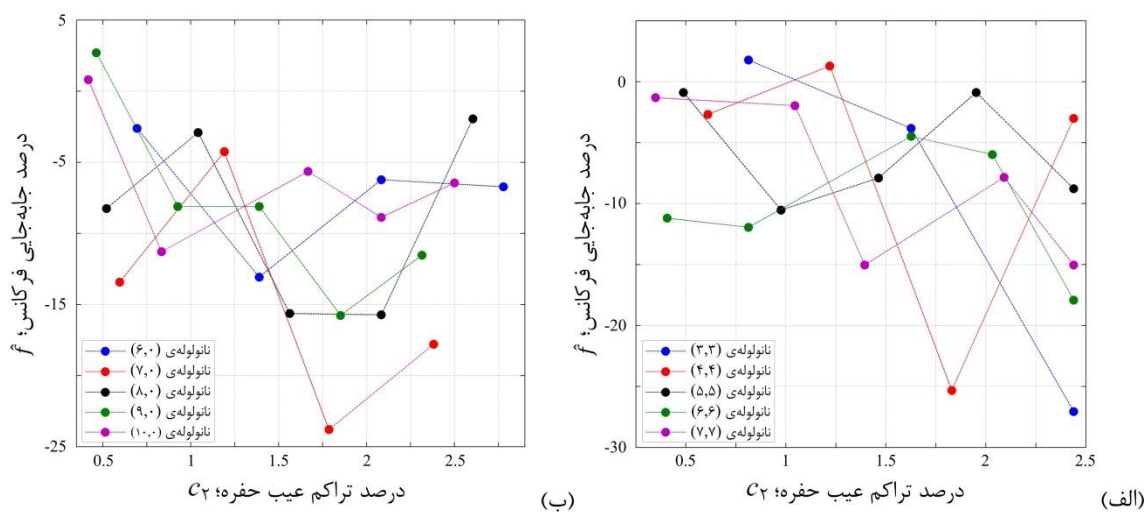 5
-5
-15
-25
0.5
1
1.5
2
2.5
درصد جابه‌جایی فرکانس؛ f̂
درصد تراکم عیب حفره؛ c₂
نانولوله‌ی (۶,۰)
نانولوله‌ی (۷,۰)
نانولوله‌ی (۸,۰)
نانولوله‌ی (۹,۰)
نانولوله‌ی (۱۰,۰)
(ب)
0
-10
-20
-30
0.5
1
1.5
2
2.5
درصد جابه‌جایی فرکانس؛ f̂
درصد تراکم عیب حفره؛ c₂
نانولوله‌ی (۳,۳)
نانولوله‌ی (۴,۴)
نانولوله‌ی (۵,۵)
نانولوله‌ی (۶,۶)
نانولوله‌ی (۷,۷)
(الف)